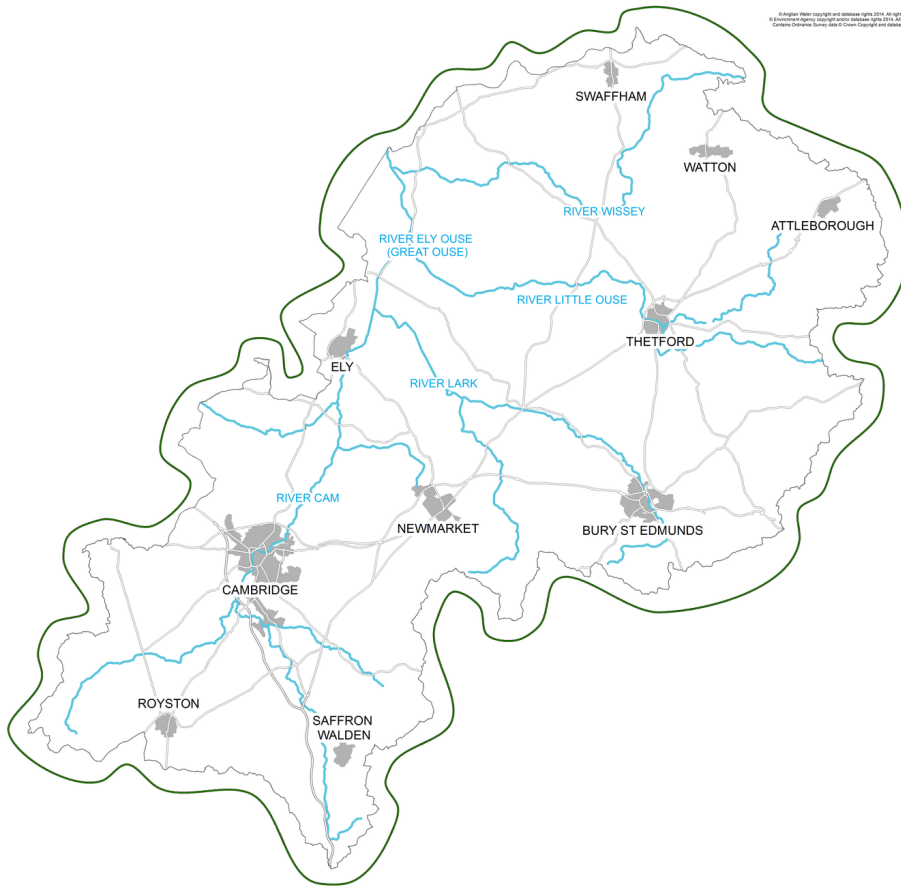 © Anglian Water copyright and database rights 2014. All righ
© Environment Agency copyright and/or database rights 2014. All
Contains Ordnance Survey data © Crown Copyright and databa
SWAFFHAM
WATTON
RIVER WISSEY
ATTLEBOROUGH
RIVER ELY OUSE
(GREAT OUSE)
RIVER LITTLE OUSE
THETFORD
ELY
RIVER LARK
RIVER CAM
NEWMARKET
BURY ST EDMUNDS
CAMBRIDGE
ROYSTON
SAFFRON
WALDEN